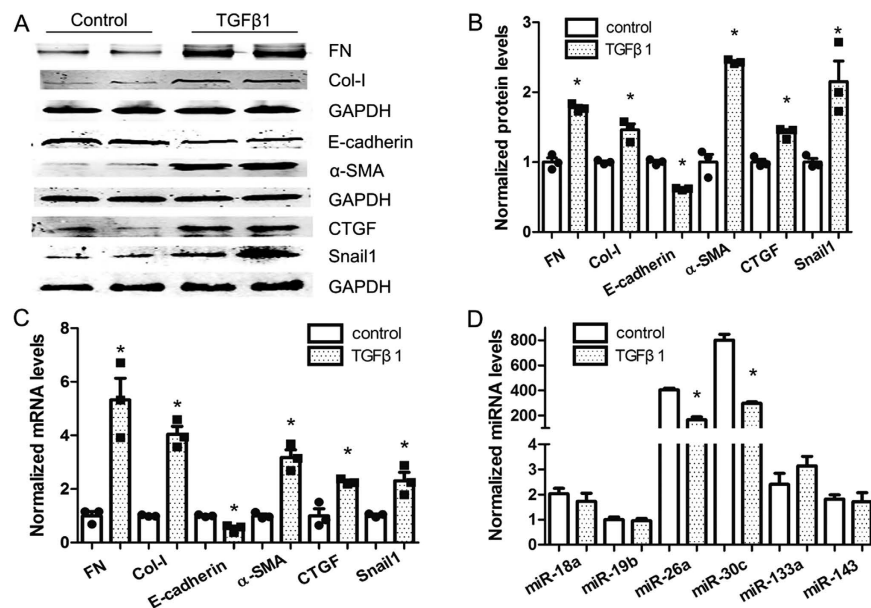 A
Control
TGFβ1
FN
Col-I
GAPDH
E-cadherin
α-SMA
GAPDH
CTGF
Snail1
GAPDH
B
Normalized protein levels
3
2
1
0
control
TGFβ 1
*
*
*
*
*
*
FN
Col-I
E-cadherin
α-SMA
CTGF
Snail1
C
Normalized mRNA levels
8
6
4
2
0
control
TGFβ 1
*
*
*
*
*
*
FN
Col-I
E-cadherin
α-SMA
CTGF
Snail1
D
Normalized miRNA levels
800
600
400
200
4
3
2
1
0
control
TGFβ 1
*
*
miR-18a
miR-19b
miR-26a
miR-30c
miR-133a
miR-143